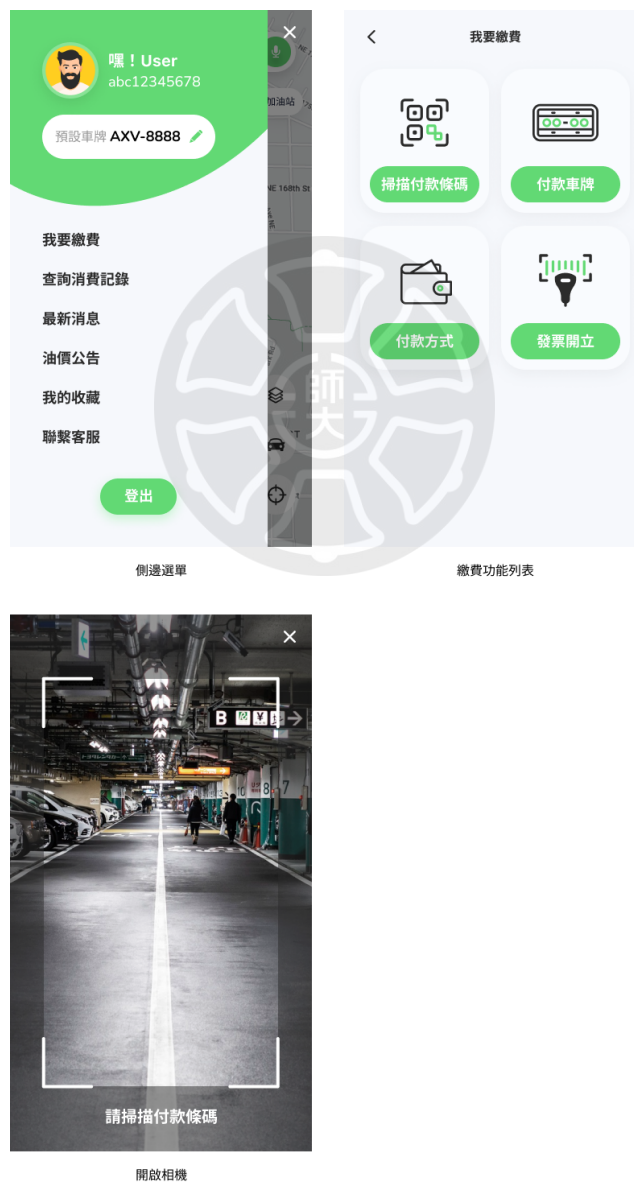 嘿！User
abc12345678
預設車牌 AXV-8888
加油站
NE 168th St
我要繳費
查詢消費記錄
最新消息
油價公告
我的收藏
聯繫客服
登出
側邊選單
我要繳費
掃描付款條碼
付款車牌
付款方式
發票開立
師大
繳費功能列表
B
¥
8
7
請掃描付款條碼
開啟相機